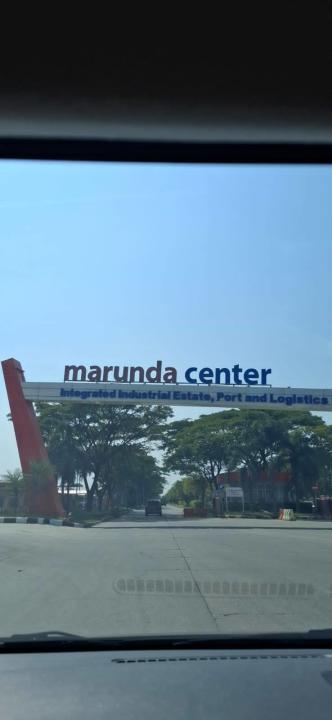 marunda center
Integrated Industrial Estate, Port and Logistics